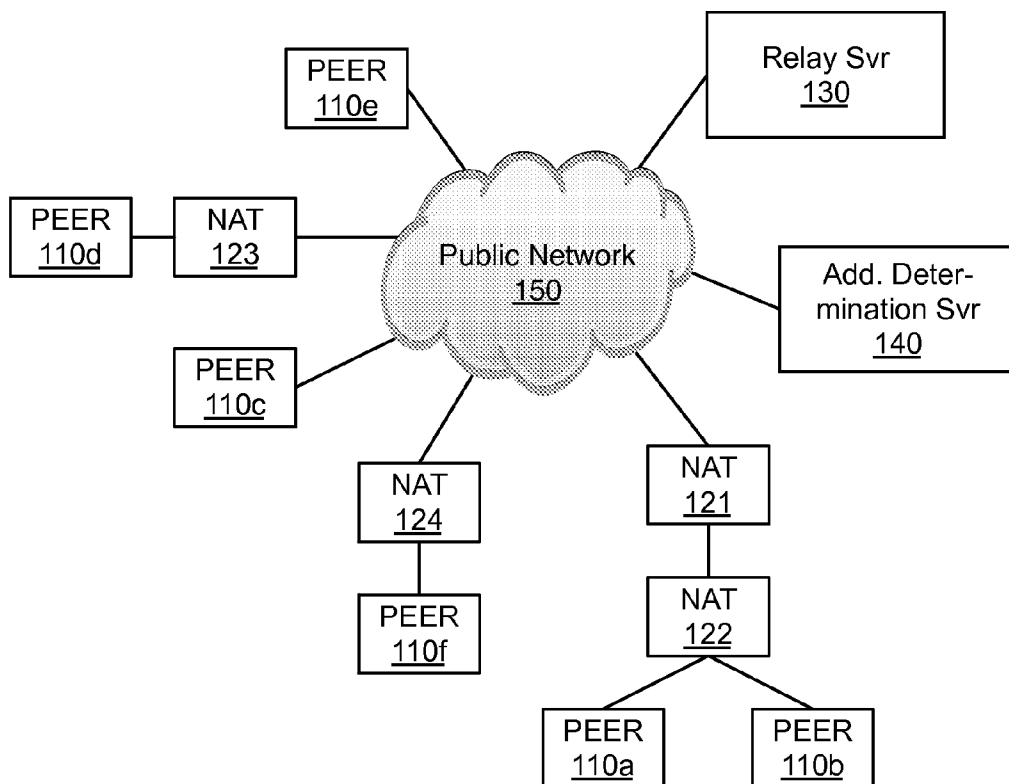 PEER
110e
Relay Svr
130
PEER
110d
NAT
123
Public Network
150
Add. Deter-
mination Svr
140
PEER
110c
NAT
124
NAT
121
PEER
110f
NAT
122
PEER
110a
PEER
110b